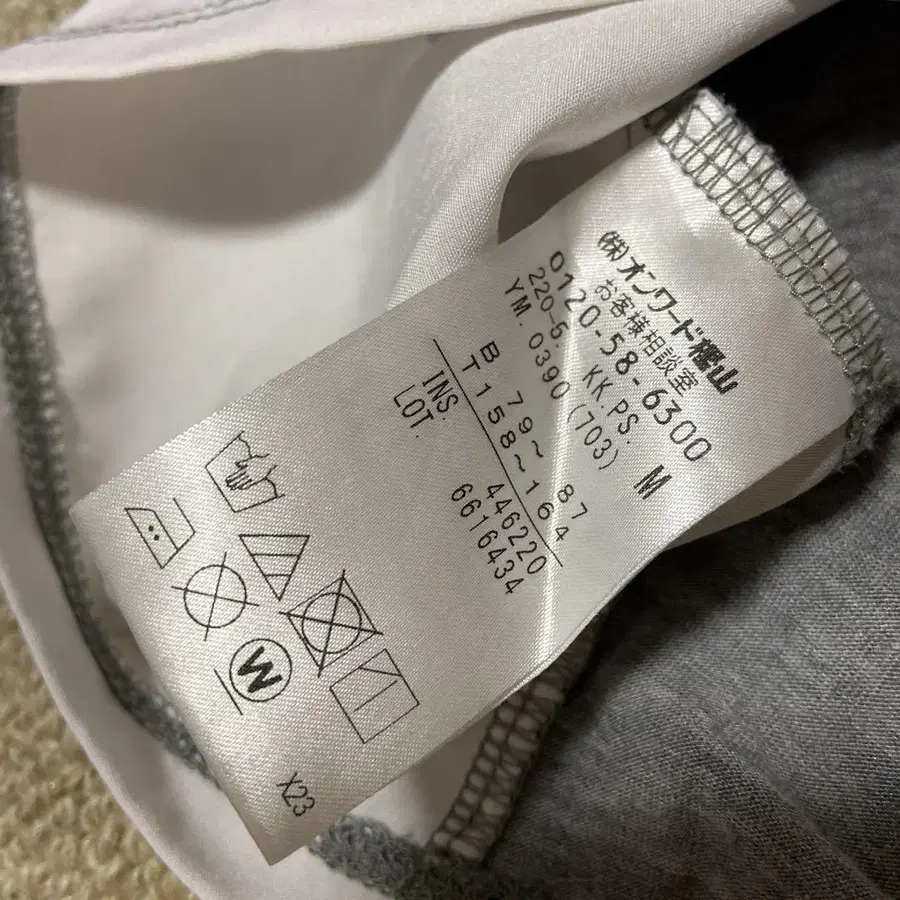 (株)オンワード樫山
お客様相談室
0120-58-6300
220-5. KK.PS. M
YM.0390 (703)
B 79~ 87
T 158~164
INS. 446220
LOT. 6616434
W
X23